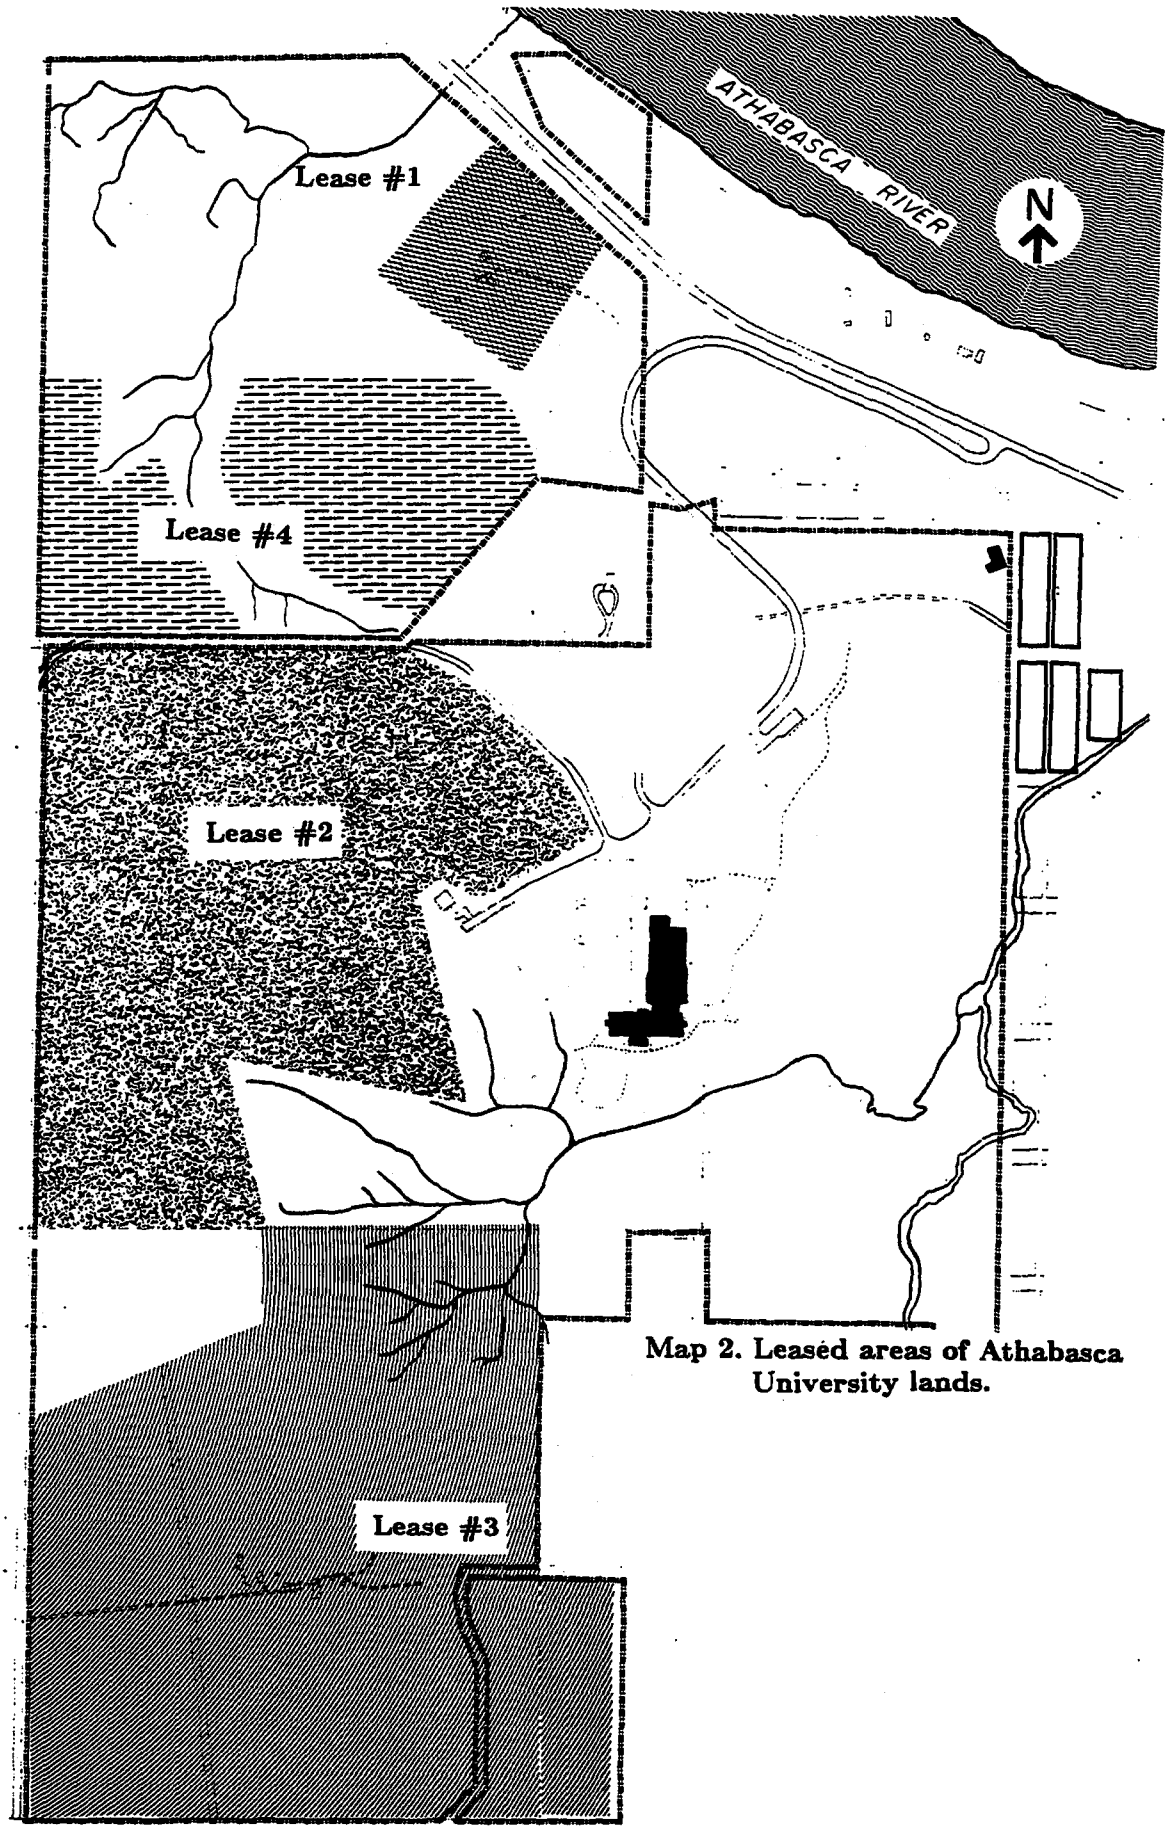 ATHABASCA RIVER
N
Lease #1
Lease #4
Lease #2
Map 2. Leased areas of Athabasca
University lands.
Lease #3